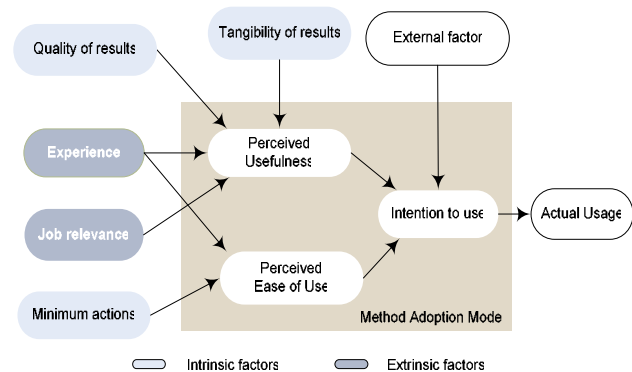 Quality of results
Tangibility of results
External factor
Experience
Perceived
Usefulness
Job relevance
Intention to use
Actual Usage
Perceived
Ease of Use
Minimum actions
Method Adoption Mode
Intrinsic factors
Extrinsic factors